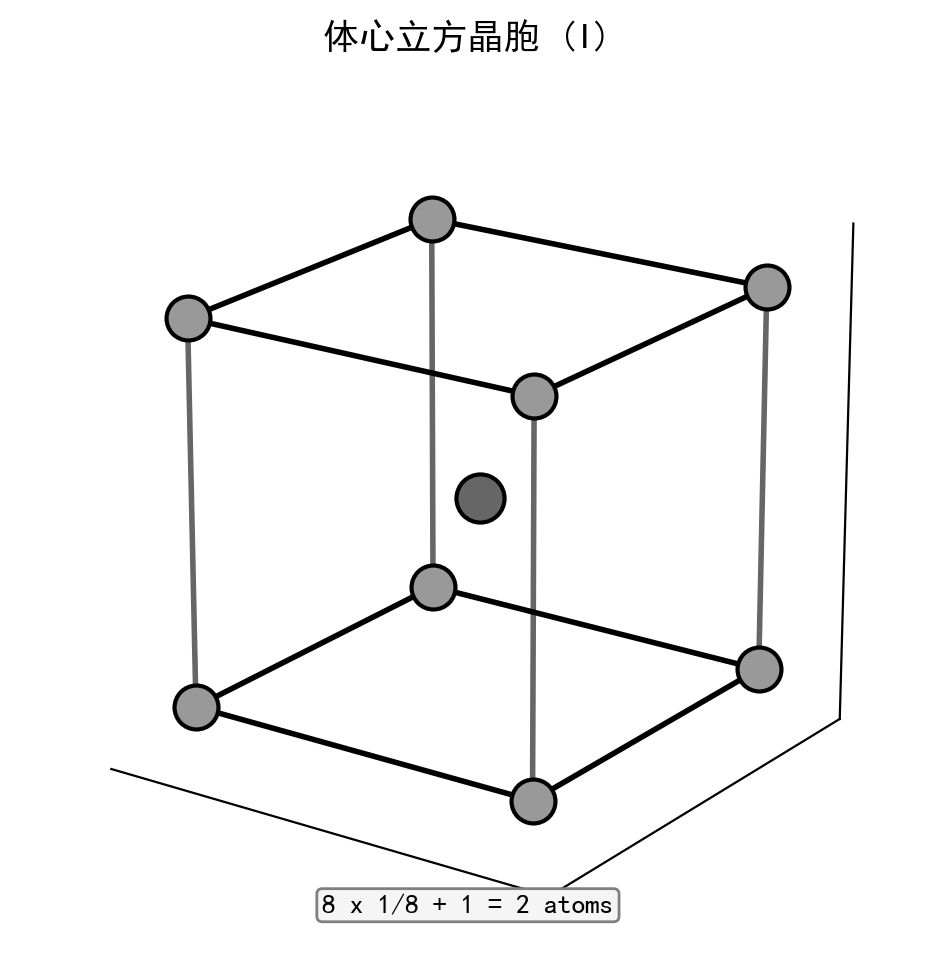 体心立方晶胞（I）
8 x 1/8 + 1 = 2 atoms